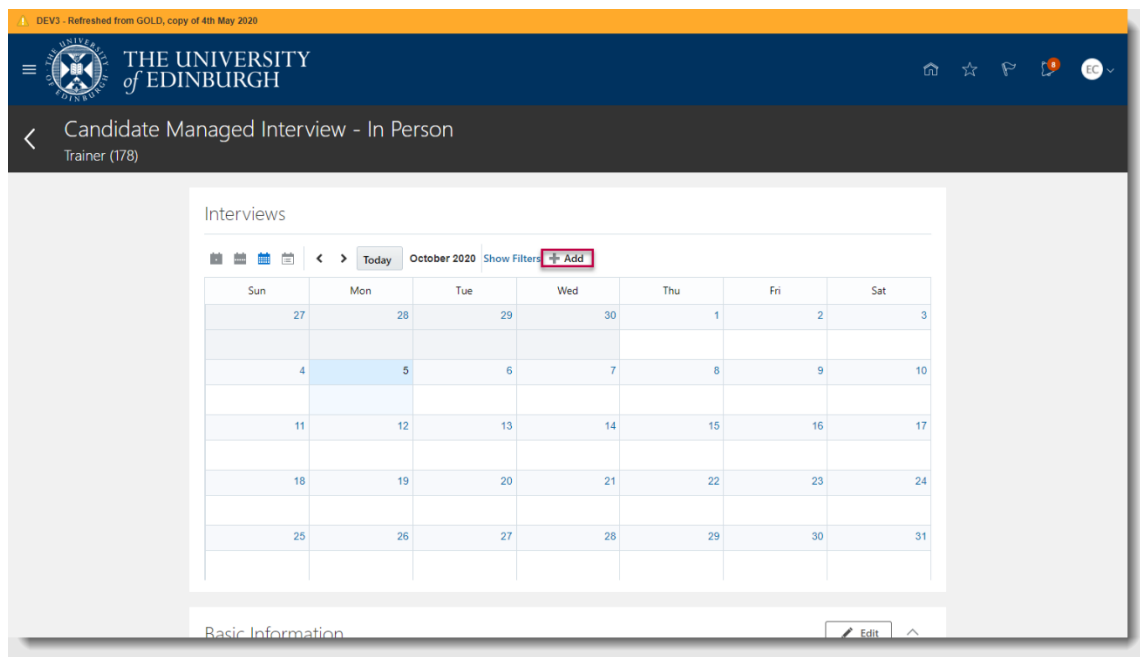 DEV3 - Refreshed from GOLD, copy of 4th May 2020
THE UNIVERSITY
of EDINBURGH
8
EC
Candidate Managed Interview - In Person
Trainer (178)
Interviews
Today October 2020 Show Filters + Add
Sun Mon Tue Wed Thu Fri Sat
27 28 29 30 1 2 3
4 5 6 7 8 9 10
11 12 13 14 15 16 17
18 19 20 21 22 23 24
25 26 27 28 29 30 31
Basic Information Edit